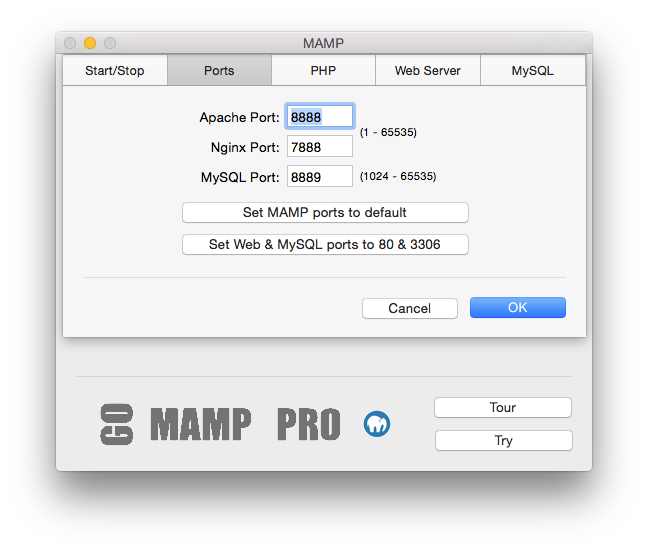 MAMP
Start/Stop Ports PHP Web Server MySQL
Apache Port: 8888
(1 - 65535)
Nginx Port: 7888
MySQL Port: 8889 (1024 - 65535)
Set MAMP ports to default
Set Web & MySQL ports to 80 & 3306
Cancel OK
GO MAMP PRO
Tour
Try